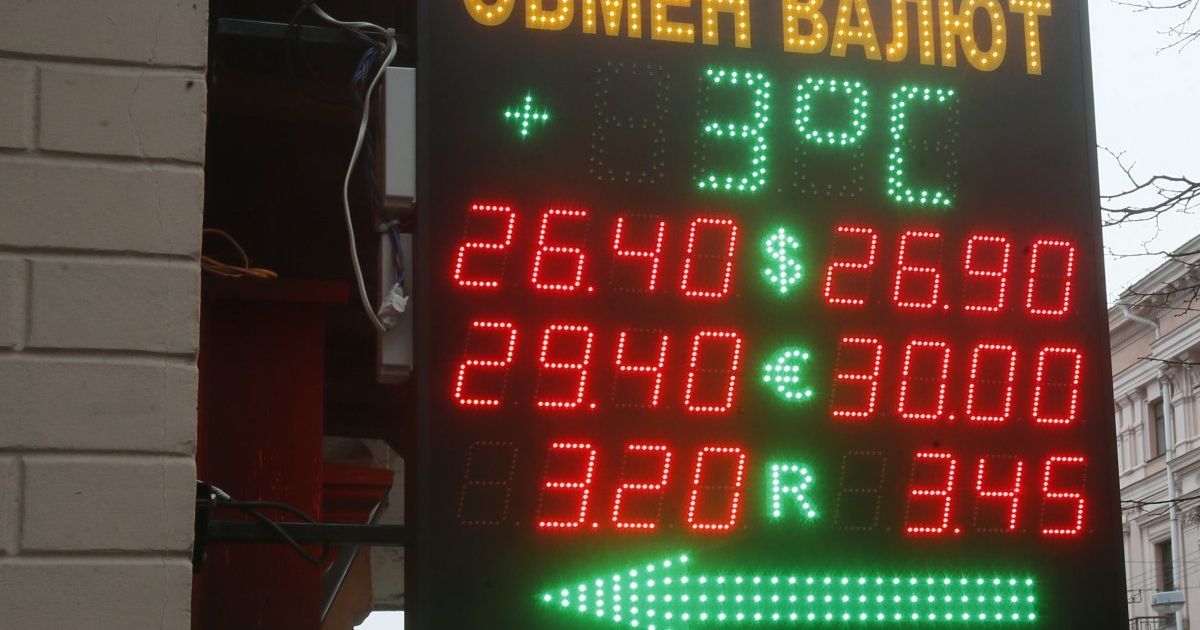 ОБМЕН ВАЛЮТ
+ 3°C
26.40 $ 26.90
29.40 € 30.00
3.20 R 3.45